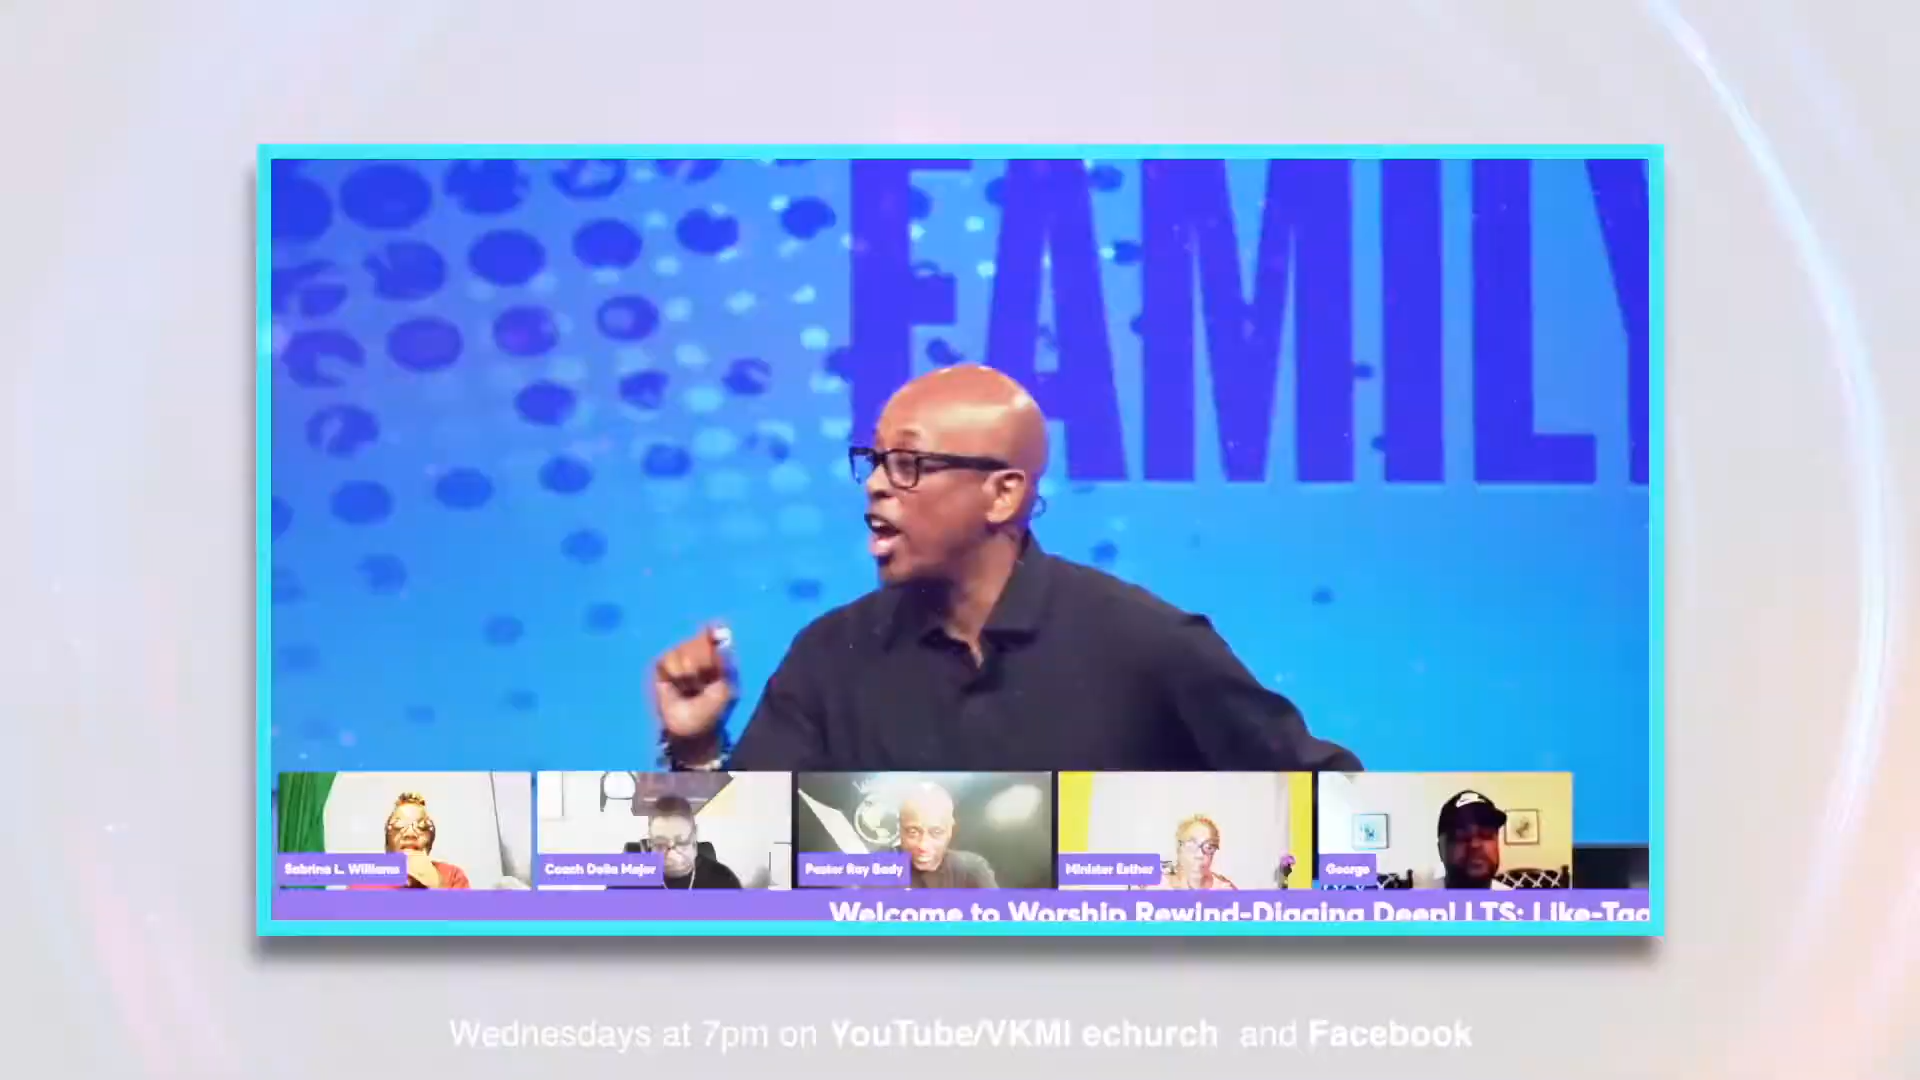 FAMILY
Sabrina L. Williams
Coach Della Major
Pastor Ray Bady
Minister Esther
George
Welcome to Worship Rewind-Digging Deep! LTS: Like-Tag
Wednesdays at 7pm on YouTube/VKMI echurch and Facebook